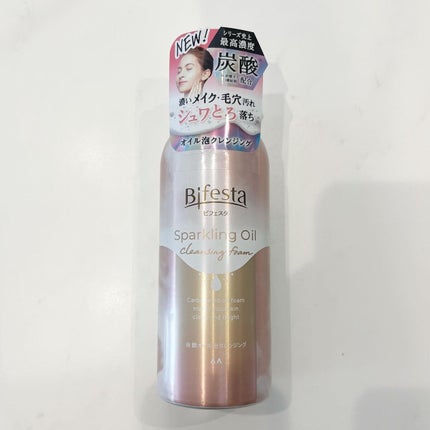 NEW!
シリーズ史上
最高濃度
炭酸
配合
濃いメイク・毛穴汚れ
シュワとろ落ち
オイル泡クレンジング
Bifesta
ビフェスタ
Sparkling Oil
cleansing foam